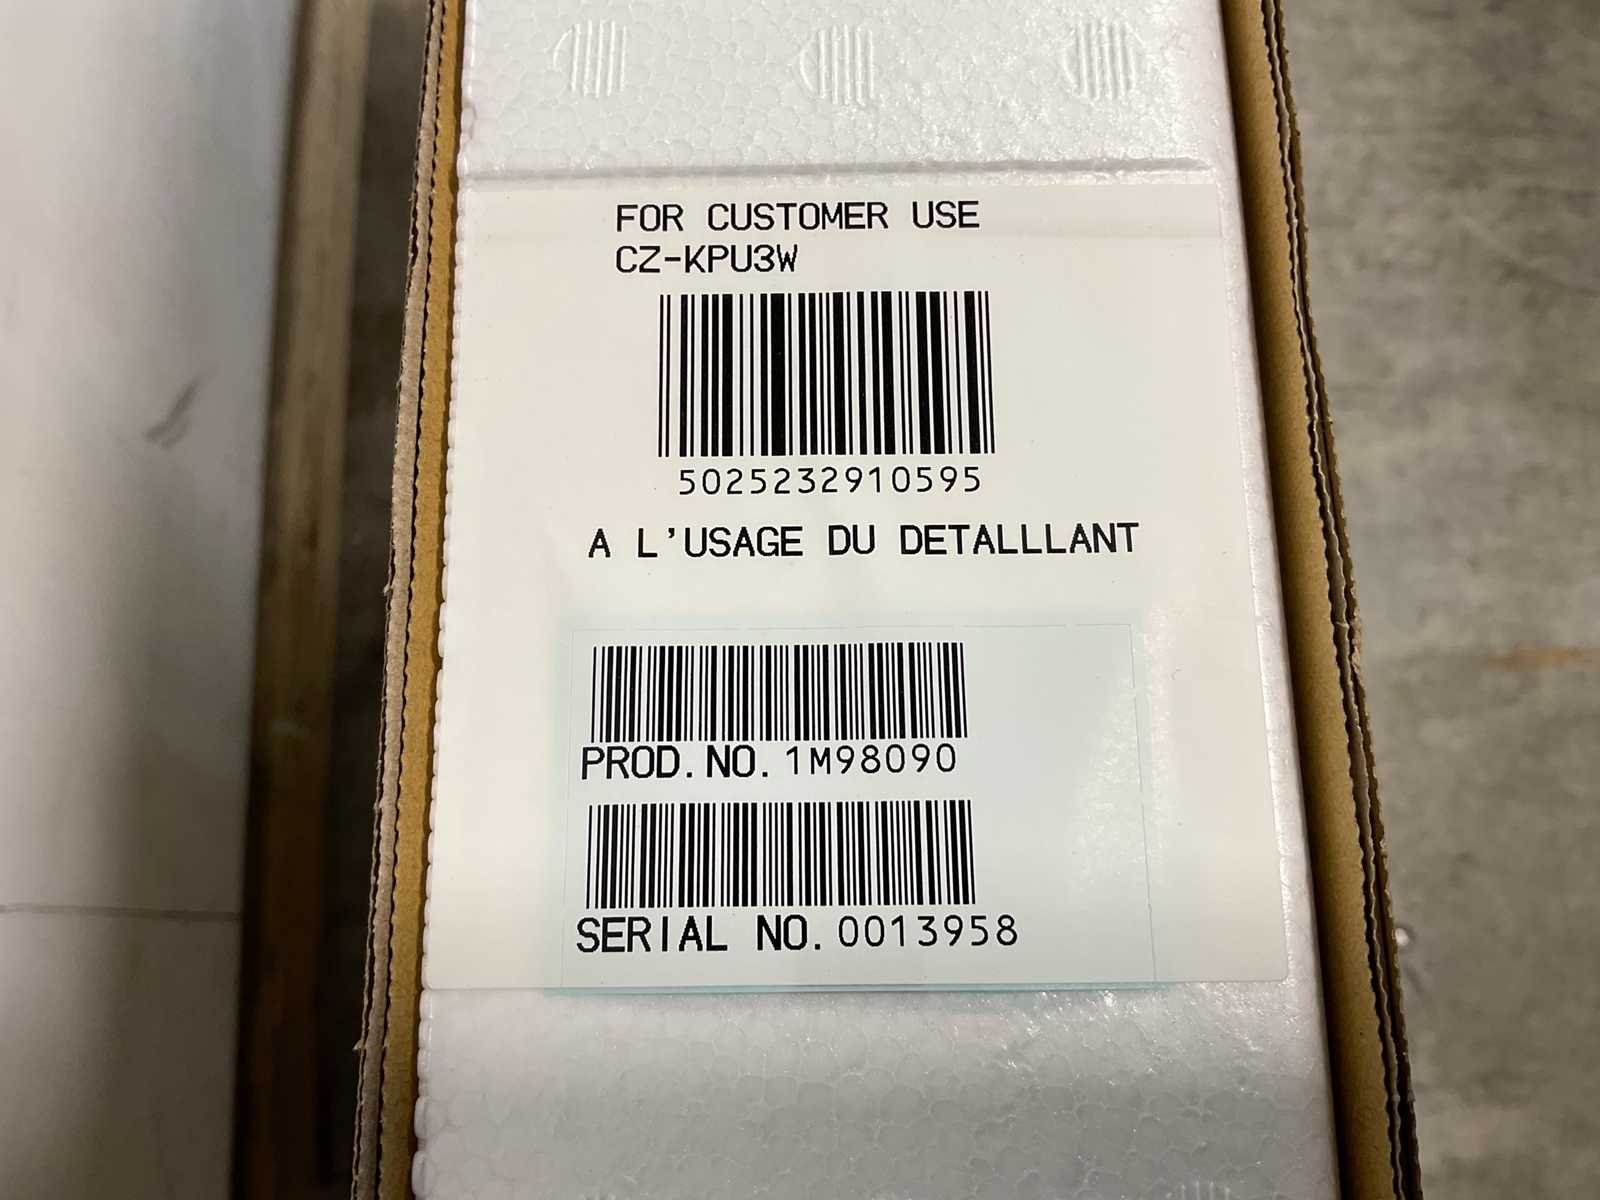 FOR CUSTOMER USE
CZ-KPU3W
5025232910595
A L'USAGE DU DETALLLANT
PROD.NO. 1M98090
SERIAL NO. 0013958